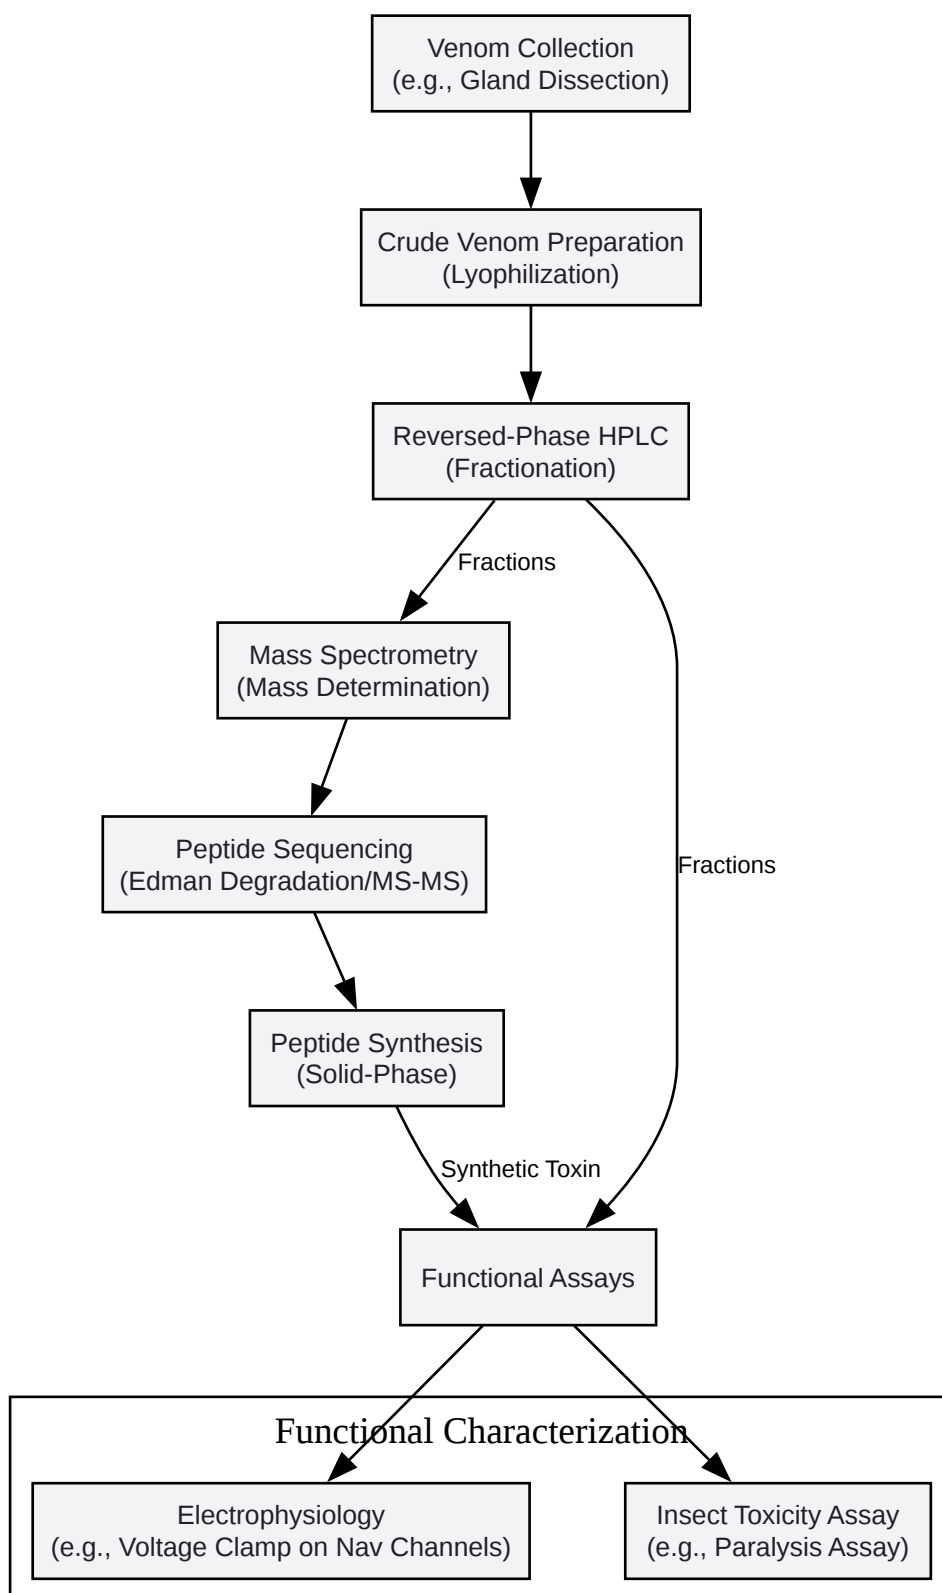 Venom Collection
(e.g., Gland Dissection)
Crude Venom Preparation
(Lyophilization)
Reversed-Phase HPLC
(Fractionation)
Fractions
Mass Spectrometry
(Mass Determination)
Peptide Sequencing
(Edman Degradation/MS-MS)
Fractions
Peptide Synthesis
(Solid-Phase)
Synthetic Toxin
Functional Assays
Functional Characterization
Electrophysiology
(e.g., Voltage Clamp on Nav Channels)
Insect Toxicity Assay
(e.g., Paralysis Assay)